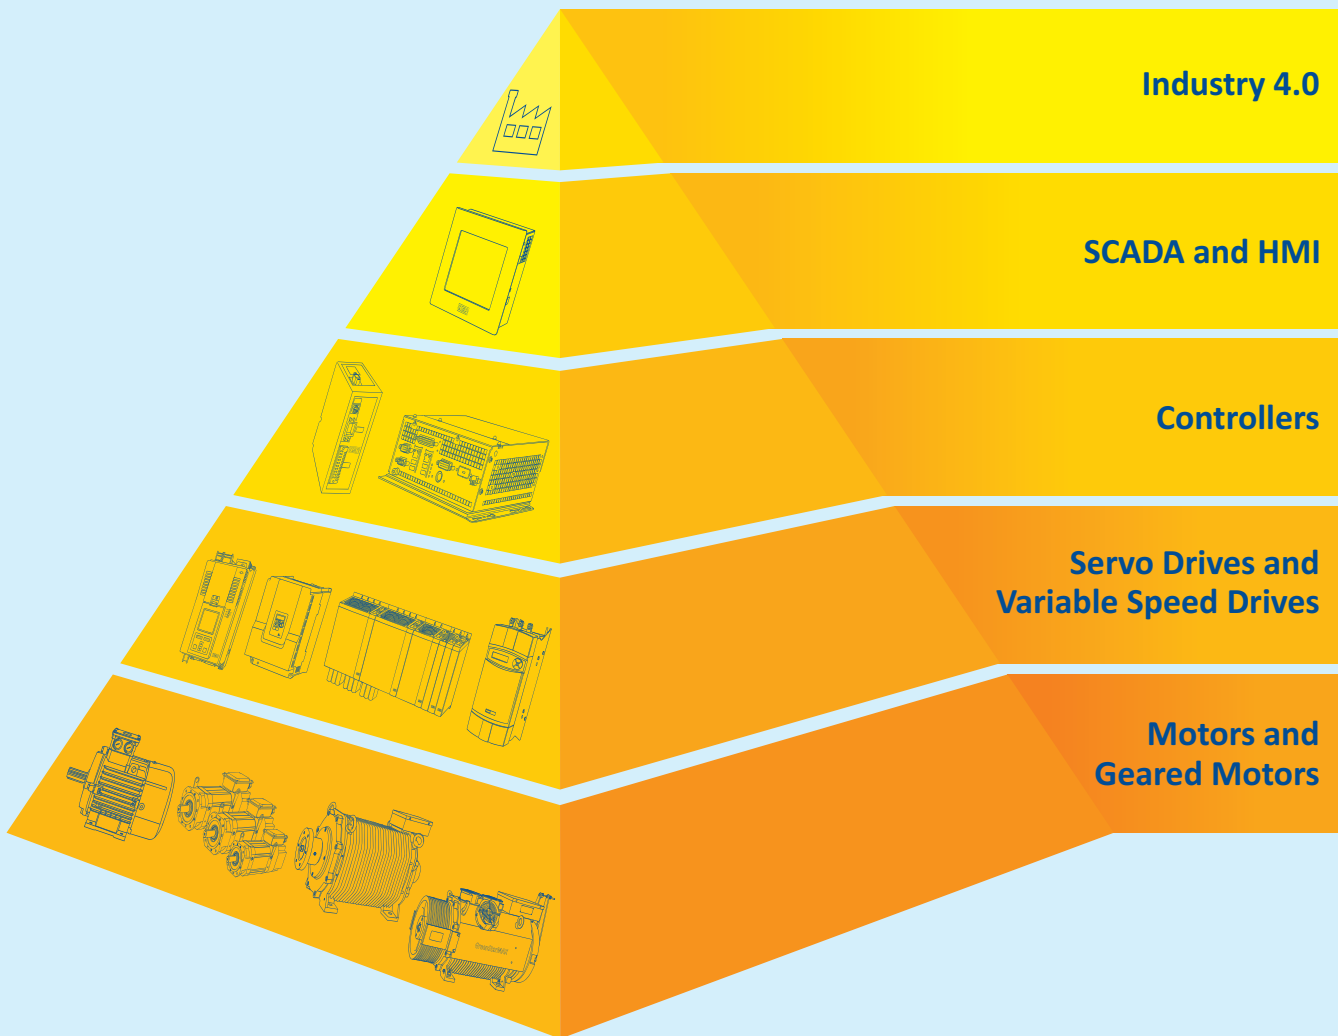 Industry 4.0
SCADA and HMI
Controllers
Servo Drives and
Variable Speed Drives
Motors and
Geared Motors